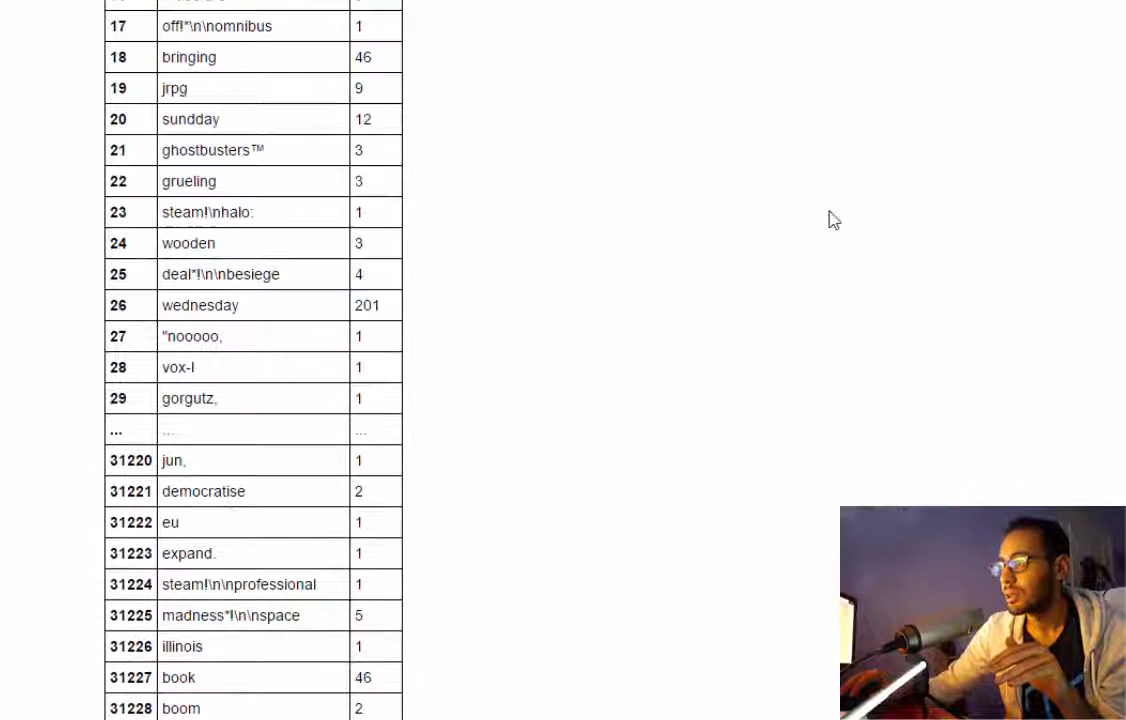 17 off!*\n\nomnibus 1
18 bringing 46
19 jrpg 9
20 sundday 12
21 ghostbusters™ 3
22 grueling 3
23 steam!\nhalo: 1
24 wooden 3
25 deal*!\n\nbesiege 4
26 wednesday 201
27 "nooooo, 1
28 vox-l 1
29 gorgutz, 1
... ... ...
31220 jun, 1
31221 democratise 2
31222 eu 1
31223 expand. 1
31224 steam!\n\nprofessional 1
31225 madness*!\n\nspace 5
31226 illinois 1
31227 book 46
31228 boom 2